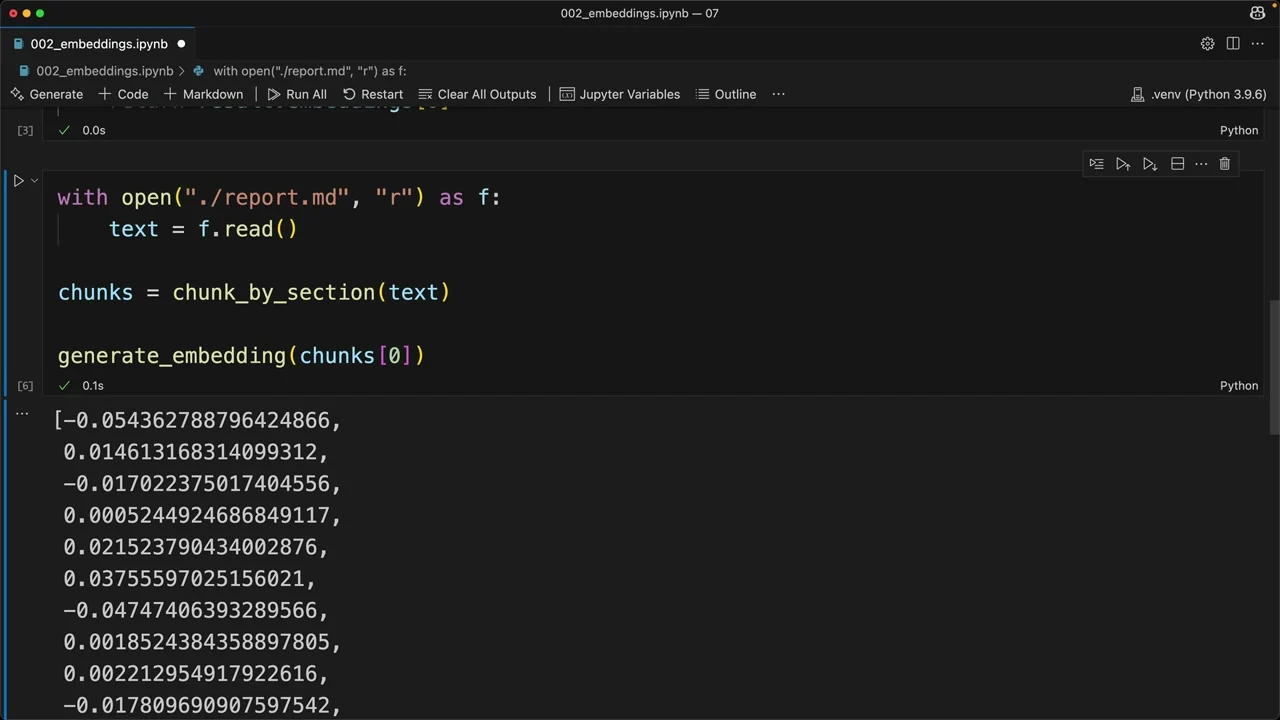 002_embeddings.ipynb — 07
002_embeddings.ipynb
002_embeddings.ipynb > with open("./report.md", "r") as f:
Generate + Code + Markdown Run All Restart Clear All Outputs Jupyter Variables Outline ... .venv (Python 3.9.6)
[3] 0.0s Python
with open("./report.md", "r") as f:
    text = f.read()
chunks = chunk_by_section(text)
generate_embedding(chunks[0])
[6] 0.1s Python
[-0.054362788796424866,
0.014613168314099312,
-0.017022375017404556,
0.0005244924686849117,
0.021523790434002876,
0.03755597025156021,
-0.04747406393289566,
0.0018524384358897805,
0.002212954917922616,
-0.017809690907597542,